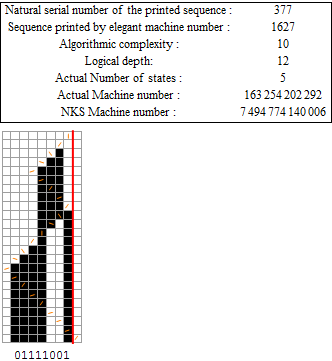 Natural serial number of the printed sequence : 377
Sequence printed by elegant machine number : 1627
Algorithmic complexity : 10
Logical depth: 12
Actual Number of states : 5
Actual Machine number : 163 254 202 292
NKS Machine number : 7 494 774 140 006
01111001